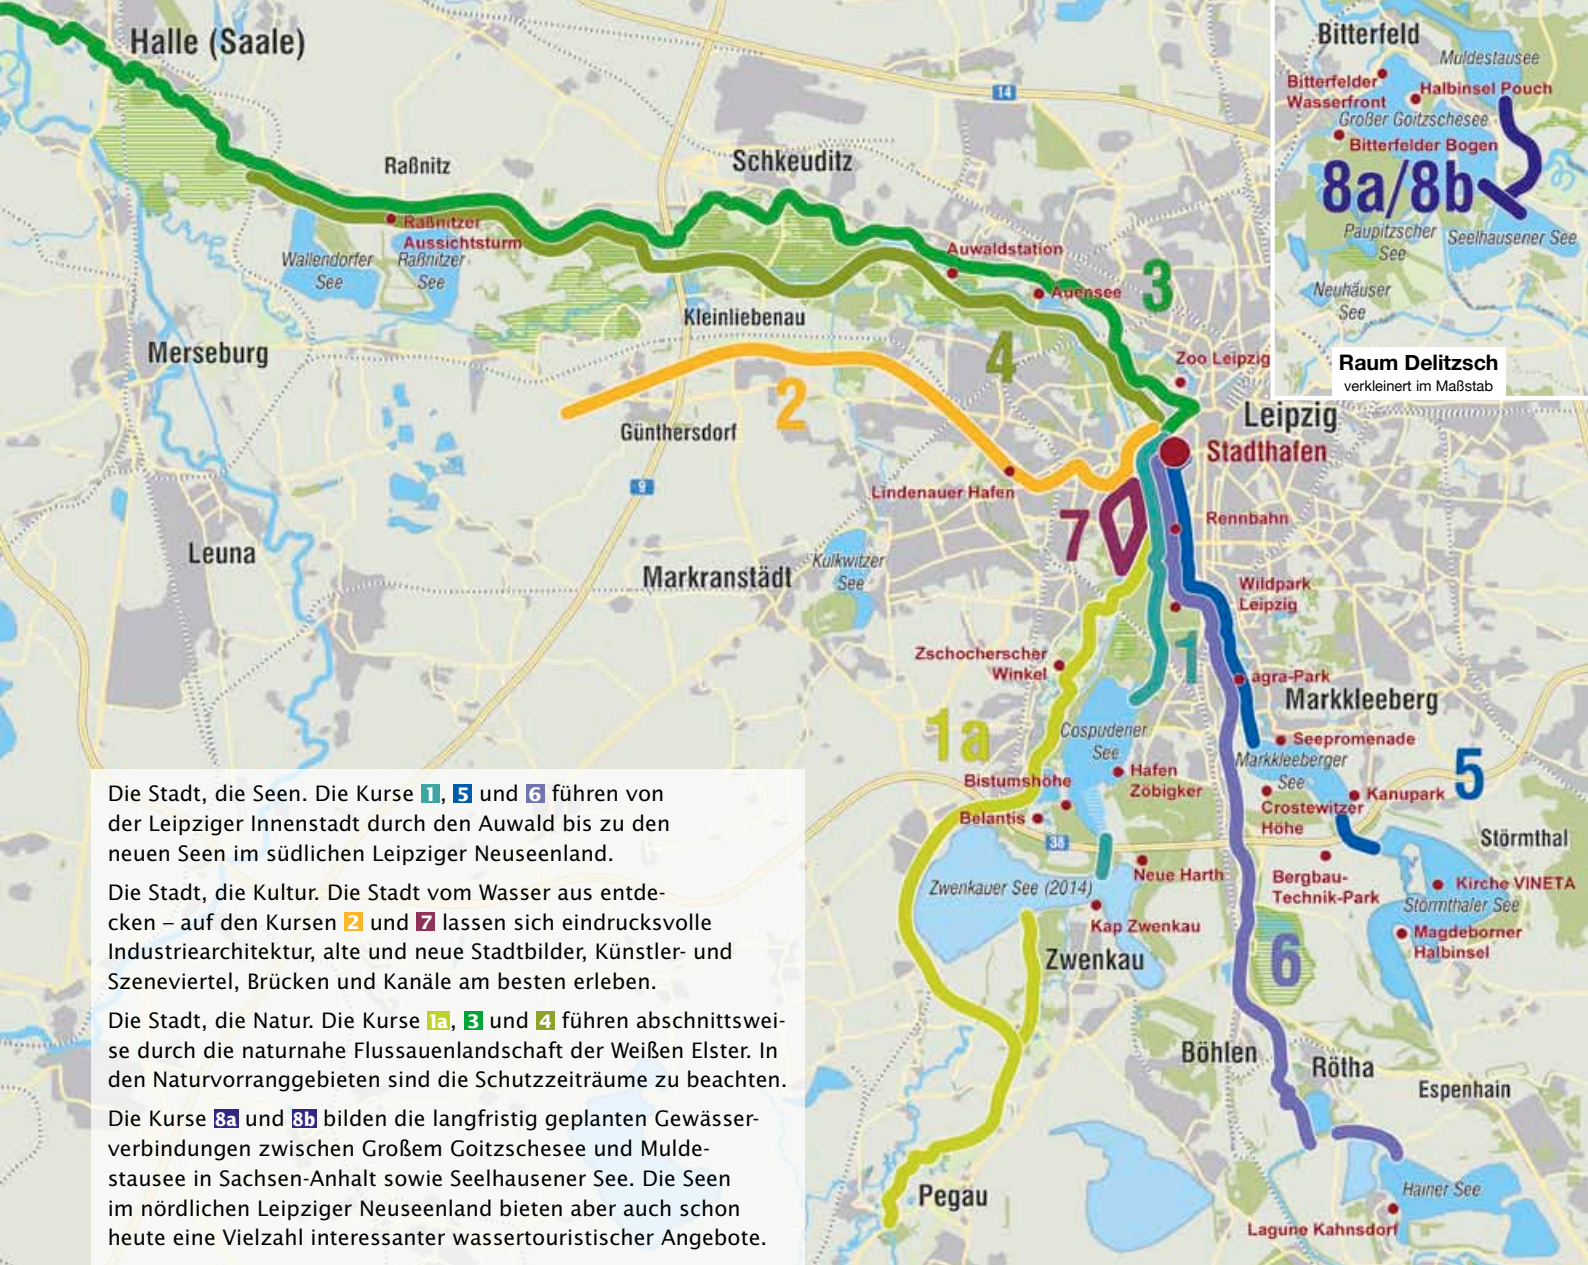 Halle (Saale)
Raßnitz
Schkeuditz
14
Raßnitzer
Aussichtsturm
Wallendorfer
See
Raßnitzer
See
Auwaldstation
Auensee
3
Kleinliebenau
4
Merseburg
2
Zoo Leipzig
Günthersdorf
Leipzig
Stadthafen
9
Lindenauer Hafen
7
Rennbahn
Leuna
Markranstädt
Kulkwitzer
See
Wildpark
Leipzig
Zschocherscher
Winkel
1
agra-Park
Markkleeberg
1a
Cospudener
See
Seepromenade
Markkleeberger
See
5
Bistumshöhe
Hafen
Zöbigker
Kanupark
Crostewitzer
Höhe
Belantis
38
Störmthal
Zwenkauer See (2014)
Neue Harth
Bergbau-
Technik-Park
Kirche VINETA
Störmthaler See
Kap Zwenkau
Magdeborner
Halbinsel
Zwenkau
6
Böhlen
Rötha
Espenhain
Pegau
Hainer See
Lagune Kahnsdorf
Bitterfeld
Muldestausee
Bitterfelder
Wasserfront
Halbinsel Pouch
Großer Goitzschesee
Bitterfelder Bogen
8a/8b
Paupitzscher
See
Seelhausener See
Neuhäuser
See
Raum Delitzsch
verkleinert im Maßstab
Die Stadt, die Seen. Die Kurse 1, 5 und 6 führen von
der Leipziger Innenstadt durch den Auwald bis zu den
neuen Seen im südlichen Leipziger Neuseenland.
Die Stadt, die Kultur. Die Stadt vom Wasser aus entde-
cken – auf den Kursen 2 und 7 lassen sich eindrucksvolle
Industriearchitektur, alte und neue Stadtbilder, Künstler- und
Szeneviertel, Brücken und Kanäle am besten erleben.
Die Stadt, die Natur. Die Kurse 1a, 3 und 4 führen abschnittswei-
se durch die naturnahe Flussauenlandschaft der Weißen Elster. In
den Naturvorranggebieten sind die Schutzzeiträume zu beachten.
Die Kurse 8a und 8b bilden die langfristig geplanten Gewässer-
verbindungen zwischen Großem Goitzschesee und Mulde-
stausee in Sachsen-Anhalt sowie Seelhausener See. Die Seen
im nördlichen Leipziger Neuseenland bieten aber auch schon
heute eine Vielzahl interessanter wassertouristischer Angebote.